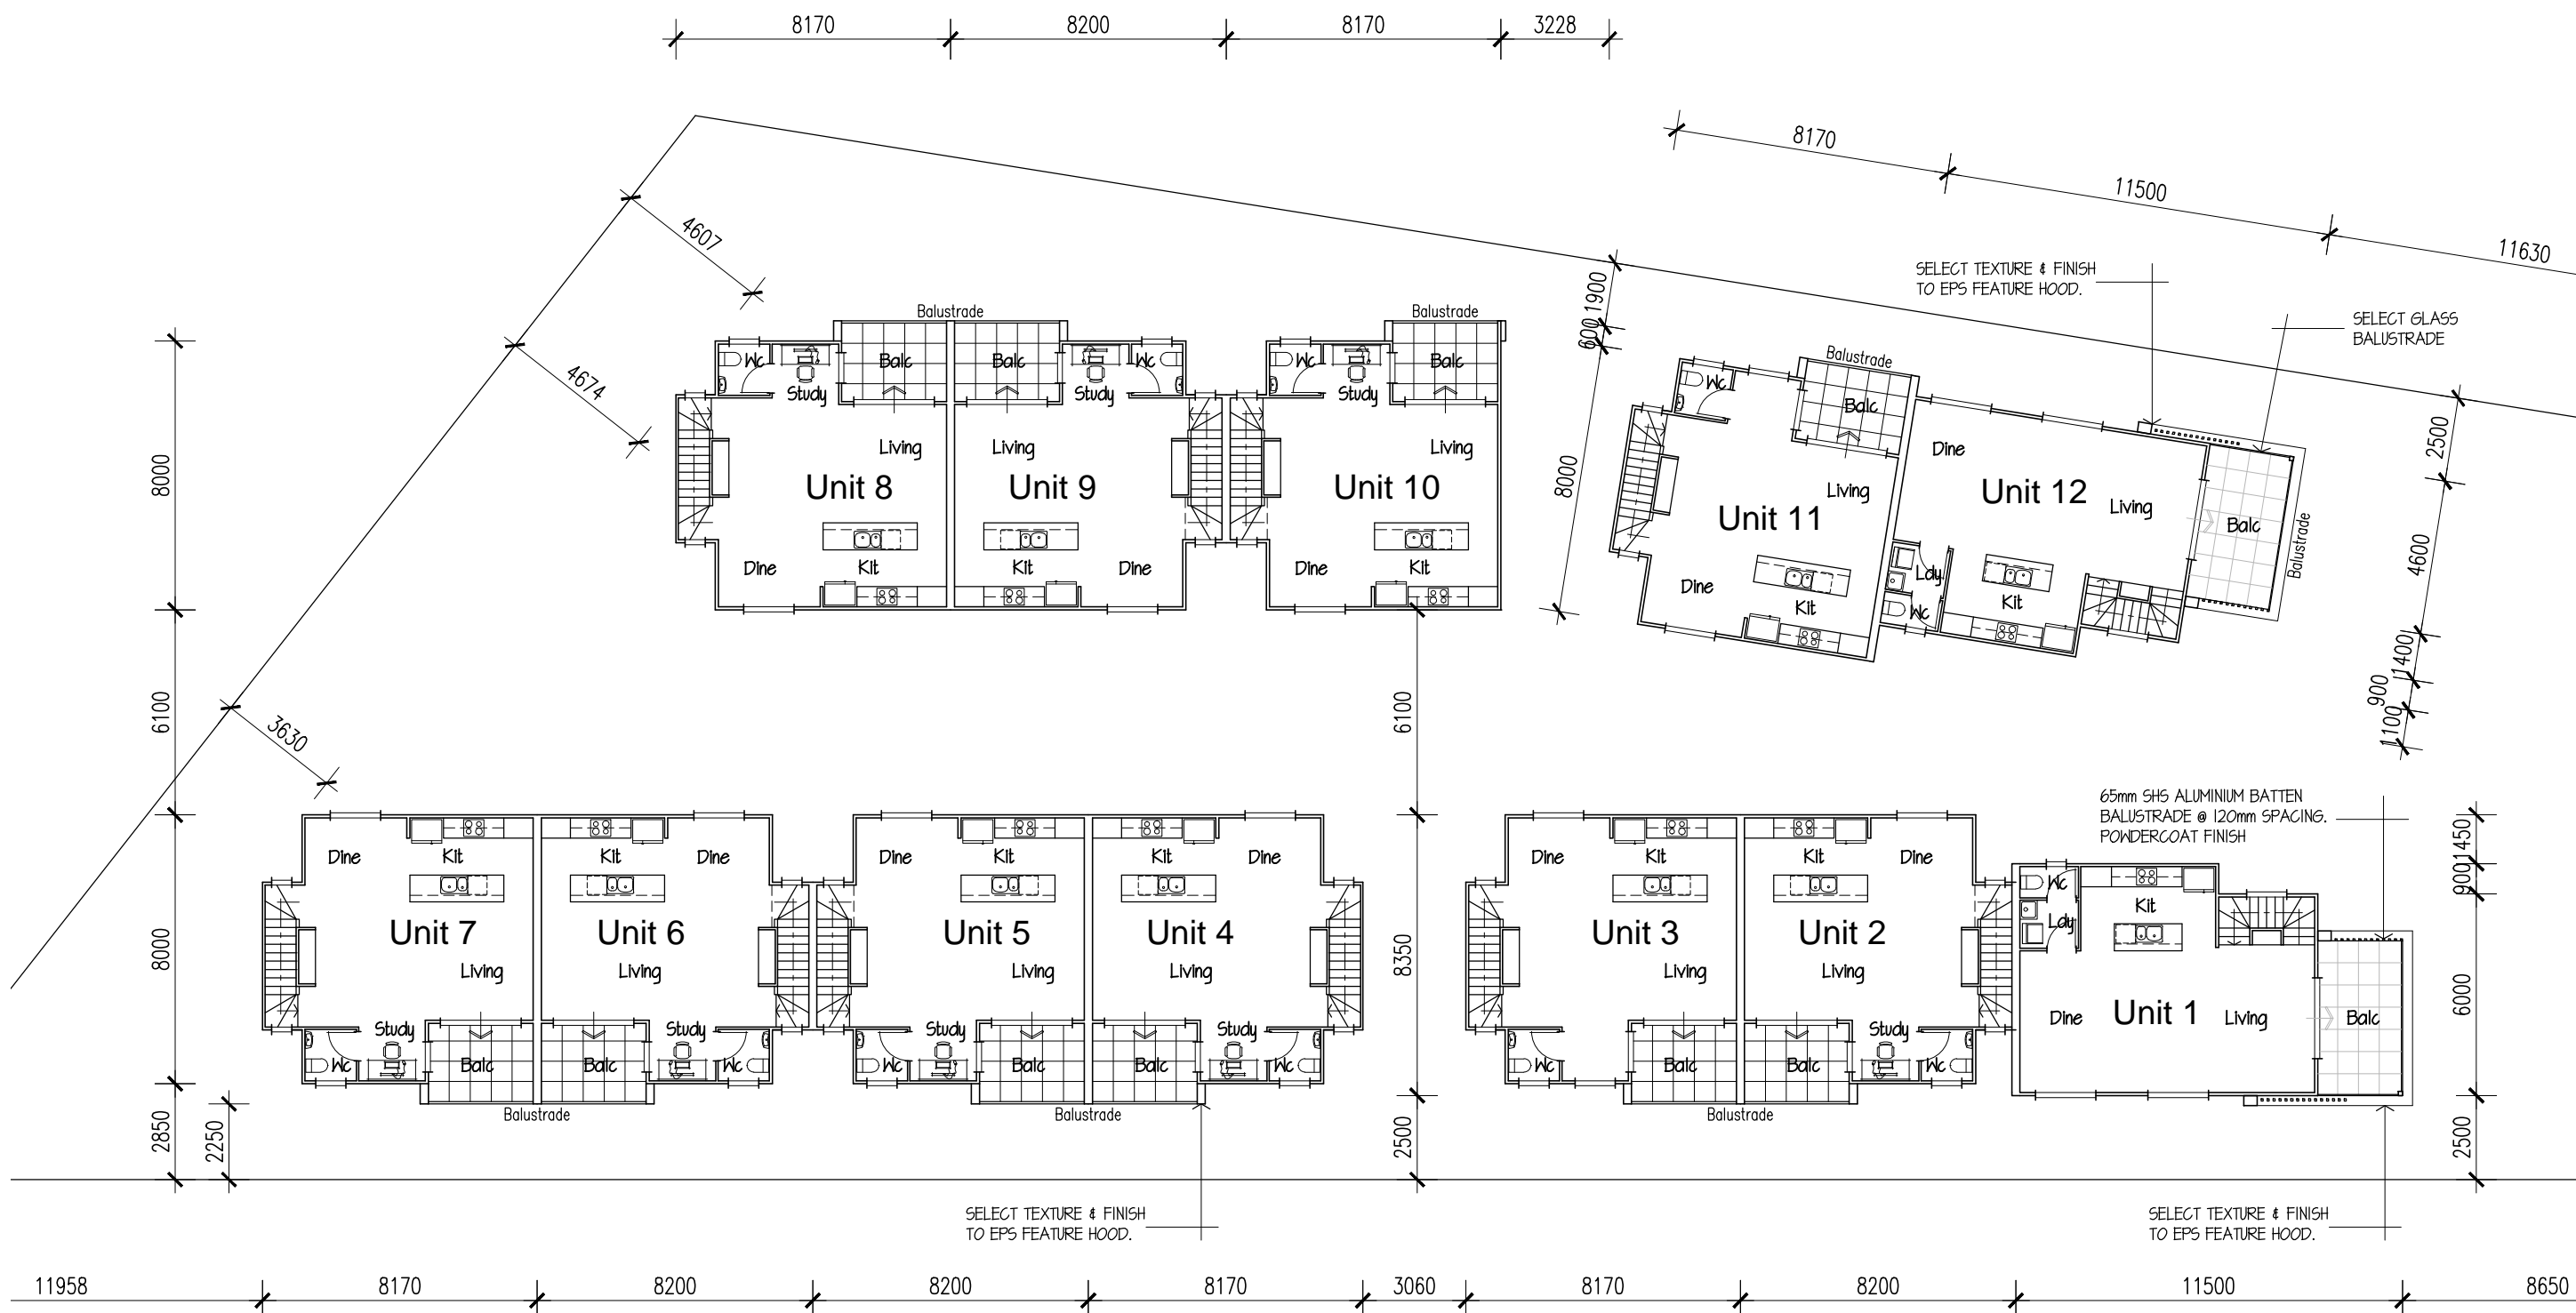 8170 8200 8170 3228
8170
11500
11630
4607
4674
3630
SELECT TEXTURE & FINISH
TO EPS FEATURE HOOD.
SELECT GLASS
BALUSTRADE
1900
600
8000
8000
6100
8000
2850
2250
Balustrade
Balustrade
Balustrade
Wc Balc Balc Wc Wc Balc
Study Study Study
Living Living Living
Unit 8 Unit 9 Unit 10
Kit Kit Kit
Dine Dine Dine
Wc
Balc
Living
Unit 11
Dine
Kit
Dine
Unit 12
Living
Balc
Balustrade
Ldy
Wc
Kit
2500
4600
1400
900
1100
6100
8350
2500
65mm SHS ALUMINIUM BATTEN
BALUSTRADE @ 120mm SPACING.
POWDERCOAT FINISH
1450
900
6000
2500
Dine Kit Kit Dine Dine Kit Kit Dine Dine Kit Kit Dine
Unit 7 Unit 6 Unit 5 Unit 4 Unit 3 Unit 2
Living Living Living Living Living Living
Study Study Study Study Study
Wc Balc Balc Wc Wc Balc Balc Wc Wc Balc Balc Wc
Balustrade Balustrade Balustrade
Wc
Ldy
Kit
Dine Unit 1 Living Balc
SELECT TEXTURE & FINISH
TO EPS FEATURE HOOD.
SELECT TEXTURE & FINISH
TO EPS FEATURE HOOD.
11958 8170 8200 8200 8170 3060 8170 8200 11500 8650